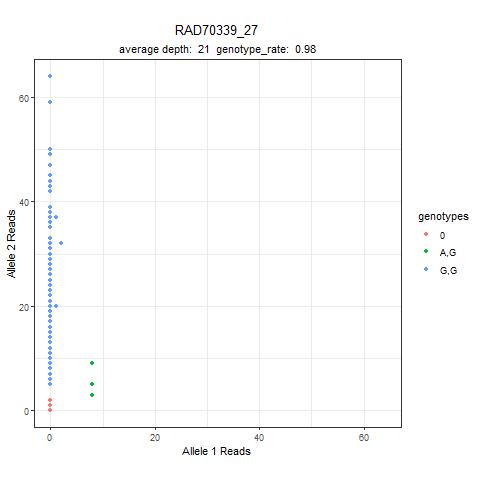 RAD70339_27
average depth:  21  genotype_rate:  0.98
60
40
20
0
Allele 2 Reads
0 20 40 60
Allele 1 Reads
genotypes
0
A,G
G,G